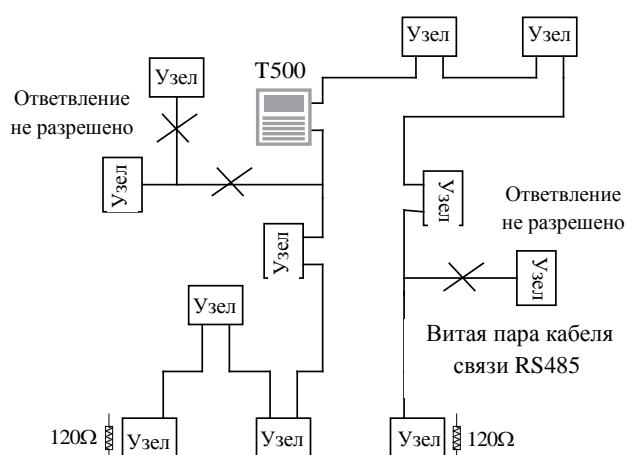 Узел
Узел
Узел
T500
Ответвление
не разрешено
Узел
Узел
Ответвление
не разрешено
Узел
Узел
Узел
Витая пара кабеля
связи RS485
120Ω
Узел
Узел
Узел
120Ω